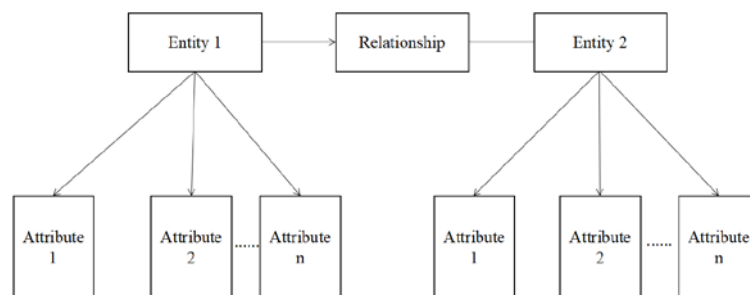 Entity 1
Relationship
Entity 2
Attribute
1
Attribute
2
......
Attribute
n
Attribute
1
Attribute
2
......
Attribute
n